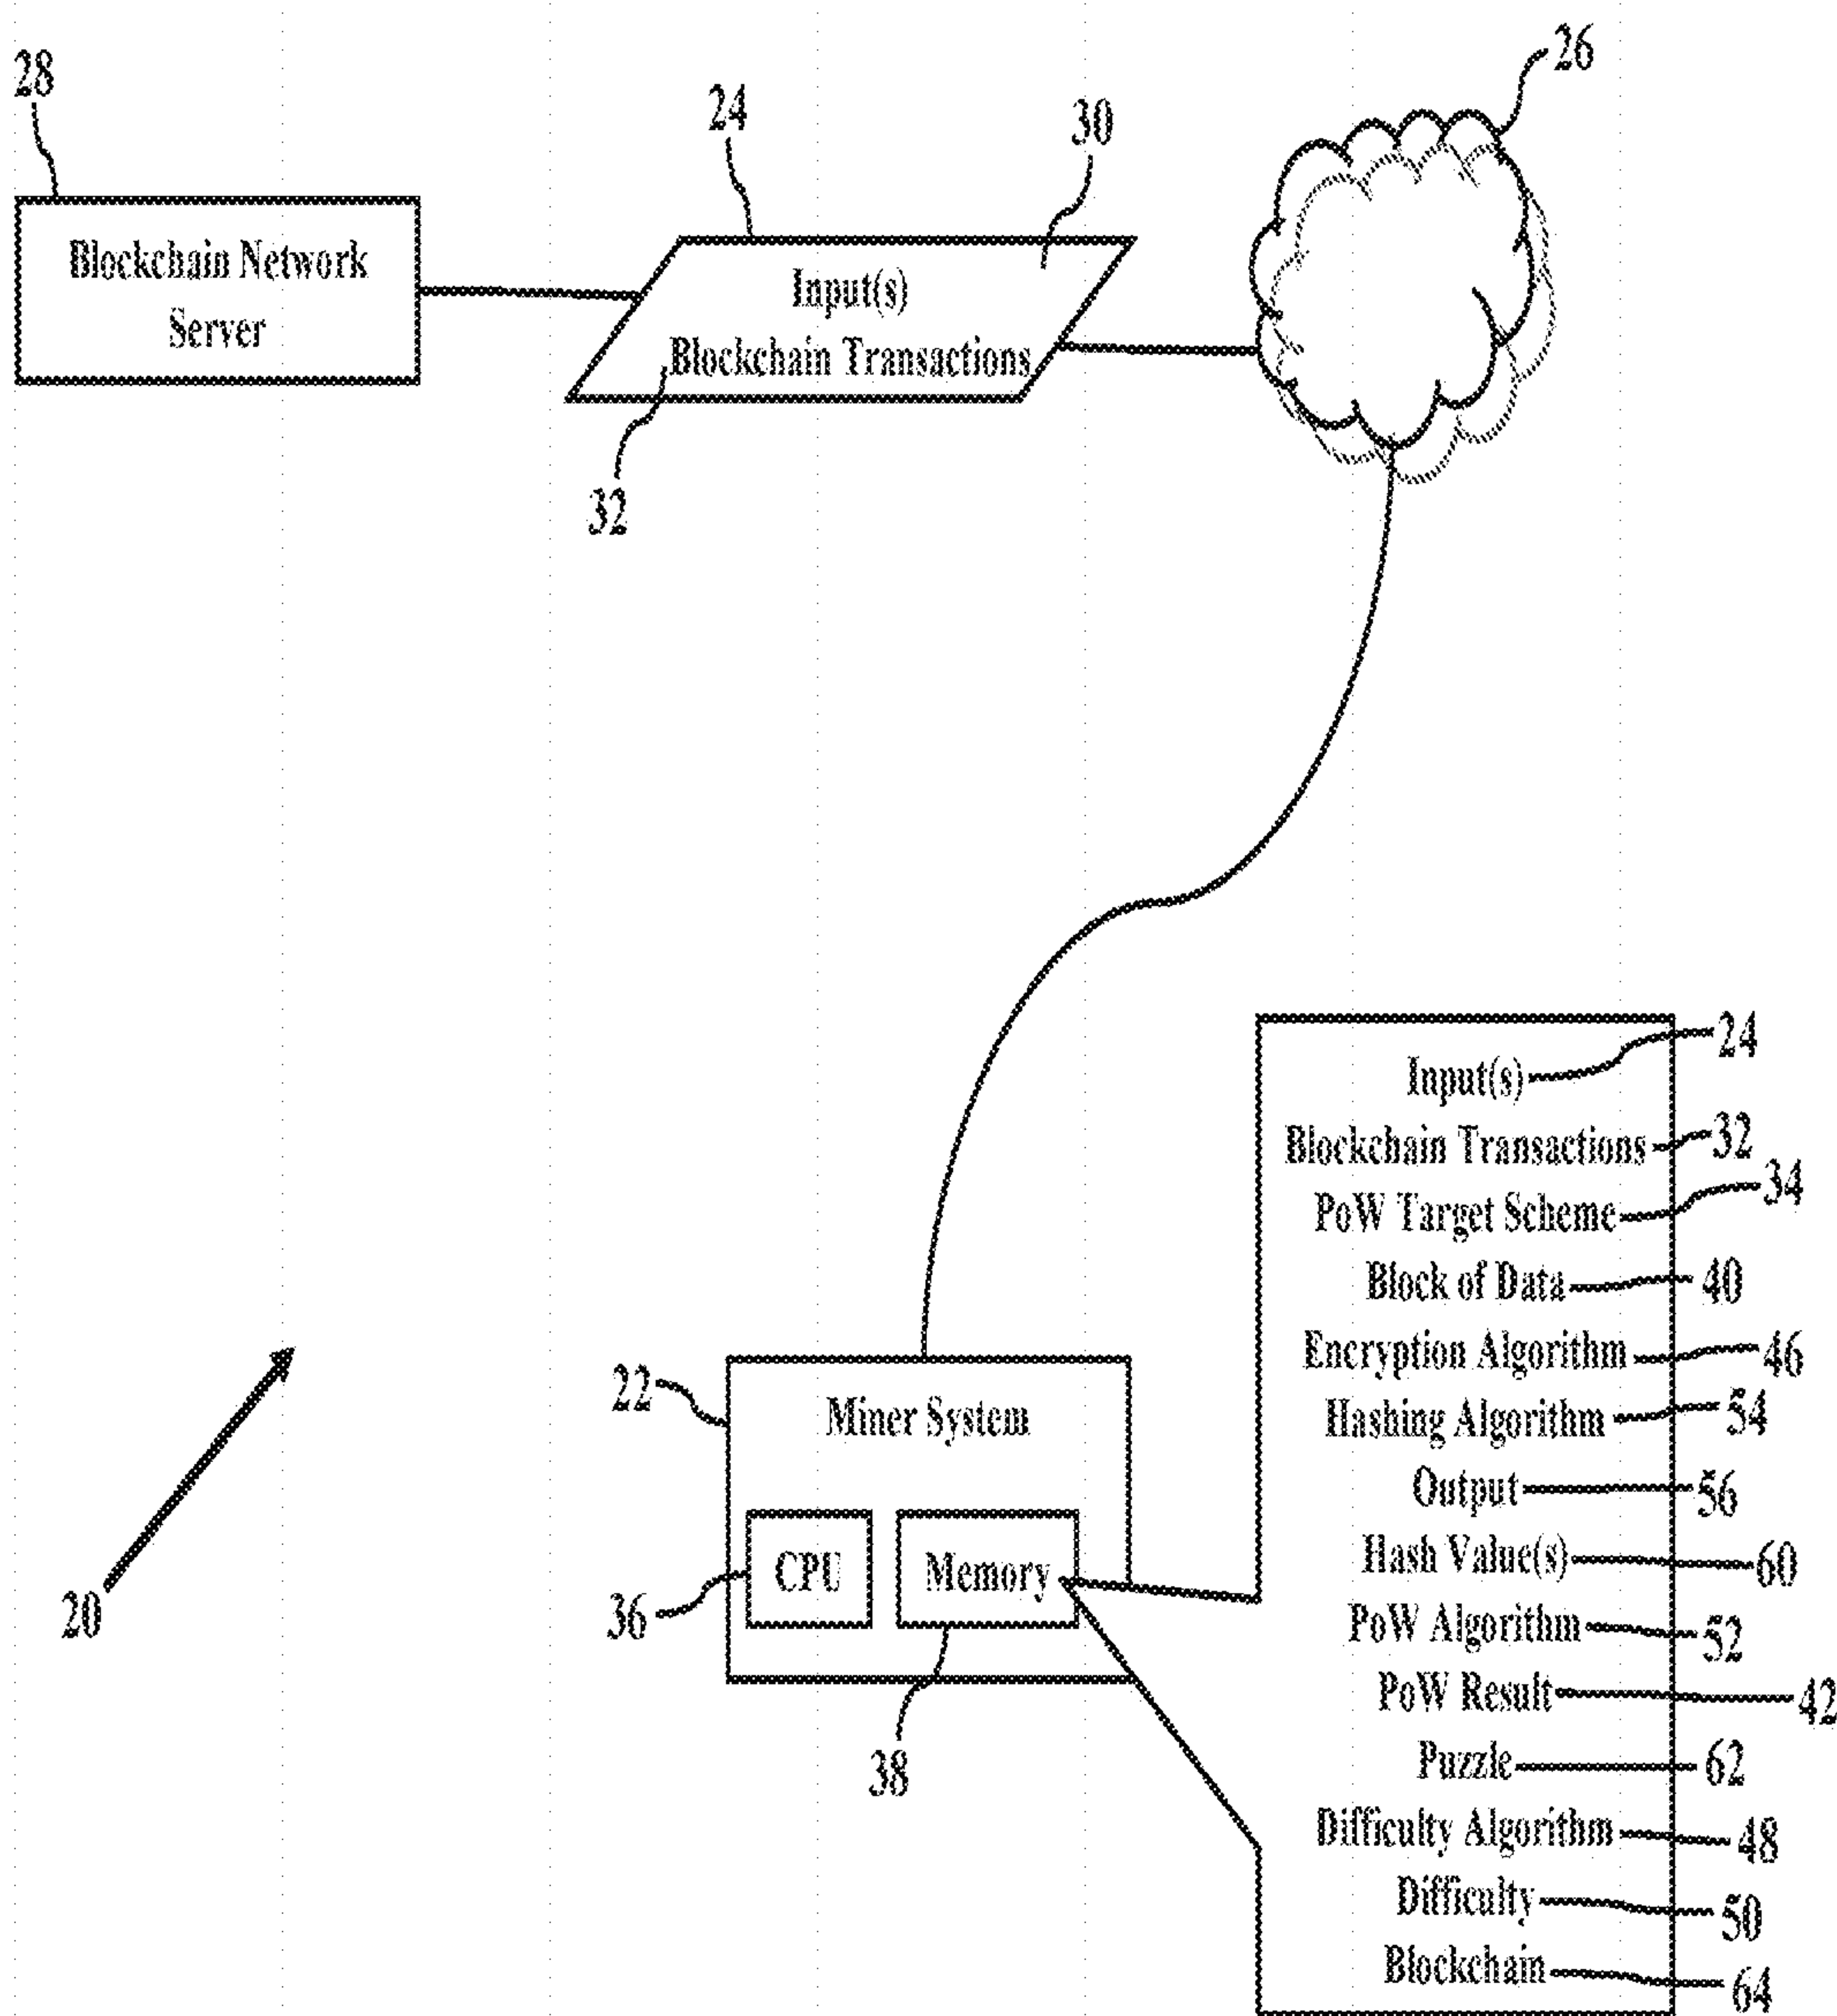 28
24
30
26
Blockchain Network
Server
Input(s)
Blockchain Transactions
32
Input(s) 24
Blockchain Transactions 32
PoW Target Scheme 34
Block of Data 40
Encryption Algorithm 46
Hashing Algorithm 54
Output 56
Hash Value(s) 60
PoW Algorithm 52
PoW Result 42
Puzzle 62
Difficulty Algorithm 48
Difficulty 50
Blockchain 64
22
Miner System
CPU
Memory
36
38
20